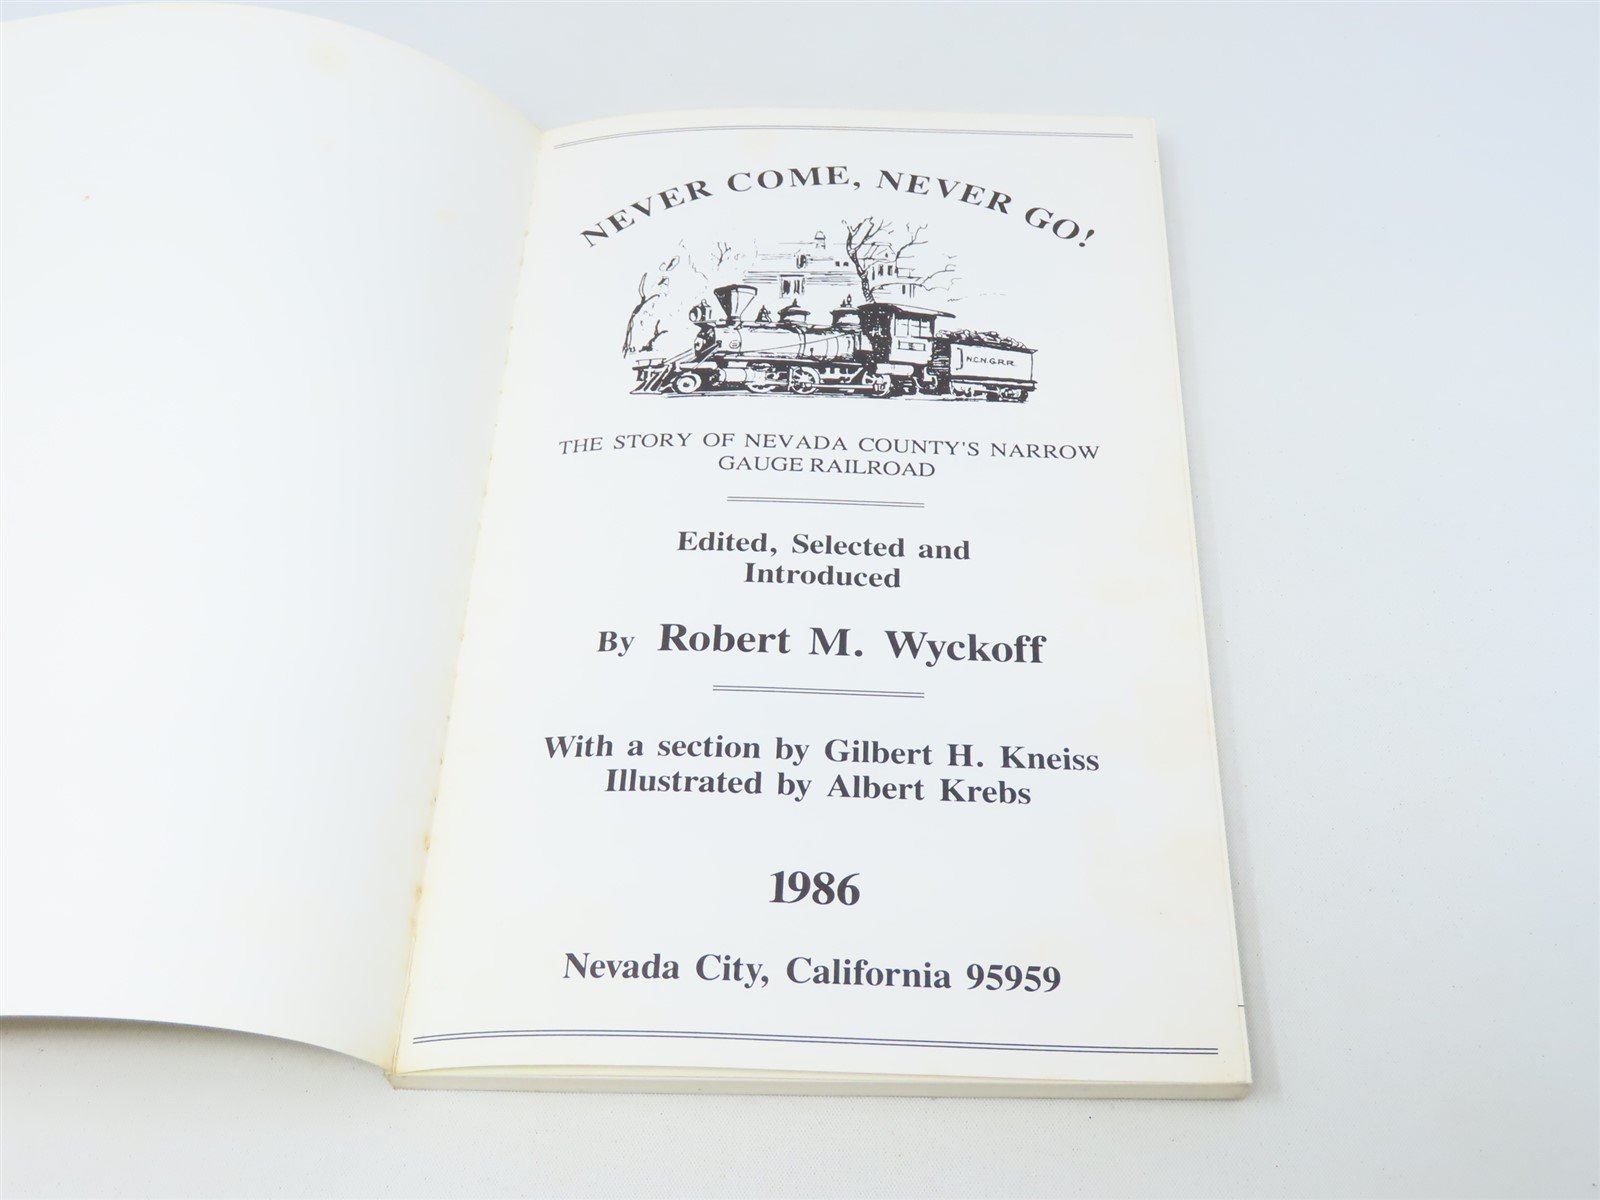 NEVER COME, NEVER GO!
N.C.N.G.R.R.
THE STORY OF NEVADA COUNTY'S NARROW
GAUGE RAILROAD
Edited, Selected and
Introduced
By Robert M. Wyckoff
With a section by Gilbert H. Kneiss
Illustrated by Albert Krebs
1986
Nevada City, California 95959